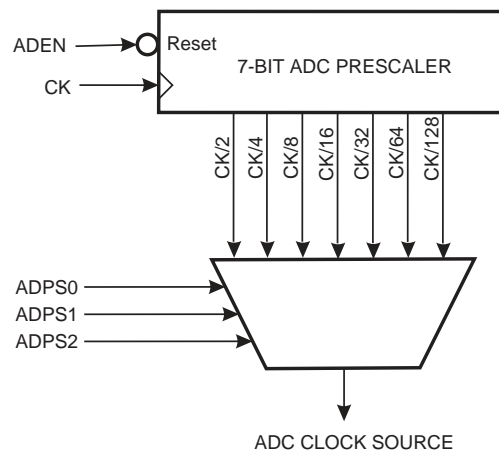 ADEN
Reset
7-BIT ADC PRESCALER
CK
CK/2
CK/4
CK/8
CK/16
CK/32
CK/64
CK/128
ADPS0
ADPS1
ADPS2
ADC CLOCK SOURCE